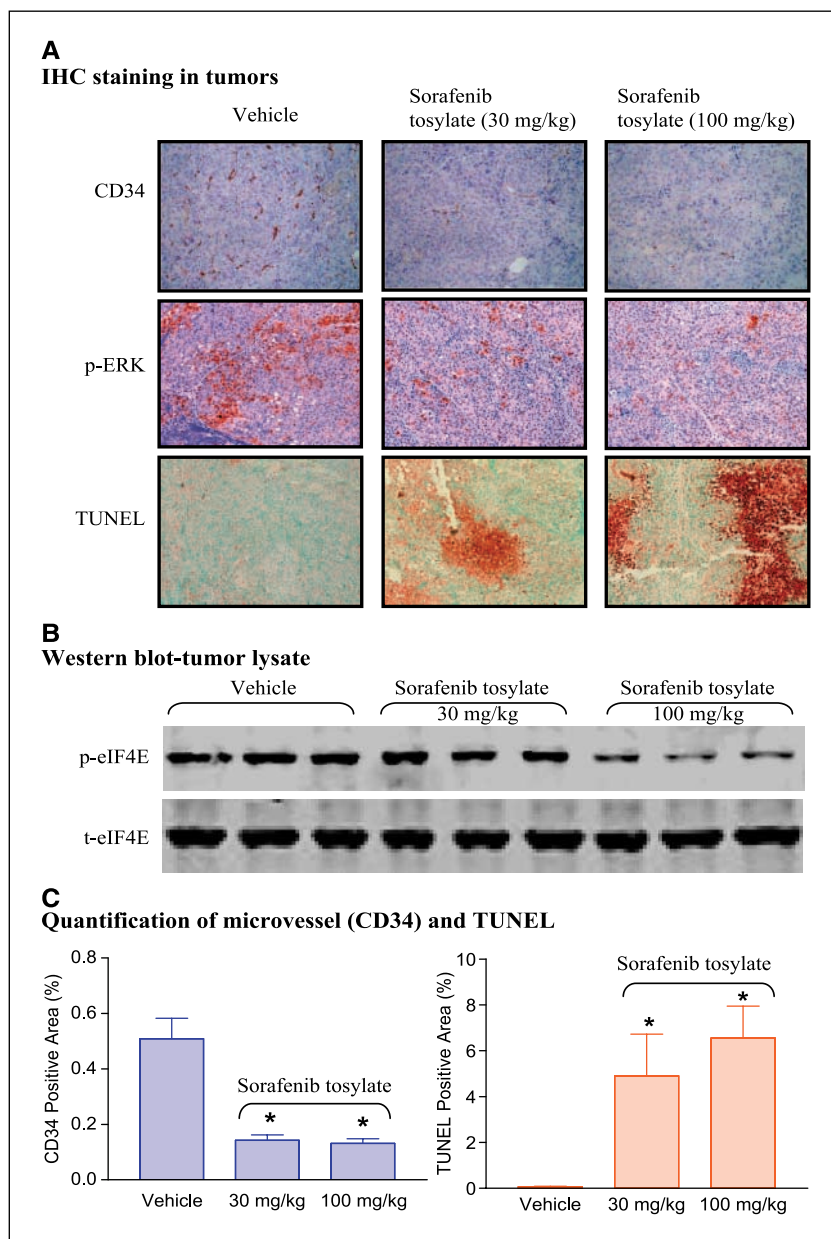 A
IHC staining in tumors
Vehicle
Sorafenib
tosylate (30 mg/kg)
Sorafenib
tosylate (100 mg/kg)
CD34
p-ERK
TUNEL
B
Western blot-tumor lysate
Vehicle
Sorafenib tosylate
30 mg/kg
Sorafenib tosylate
100 mg/kg
p-eIF4E
t-eIF4E
C
Quantification of microvessel (CD34) and TUNEL
CD34 Positive Area (%)
0.8
0.6
0.4
0.2
0.0
Sorafenib tosylate
*
*
Vehicle
30 mg/kg
100 mg/kg
TUNEL Positive Area (%)
10
8
6
4
2
0
Sorafenib tosylate
*
*
Vehicle
30 mg/kg
100 mg/kg